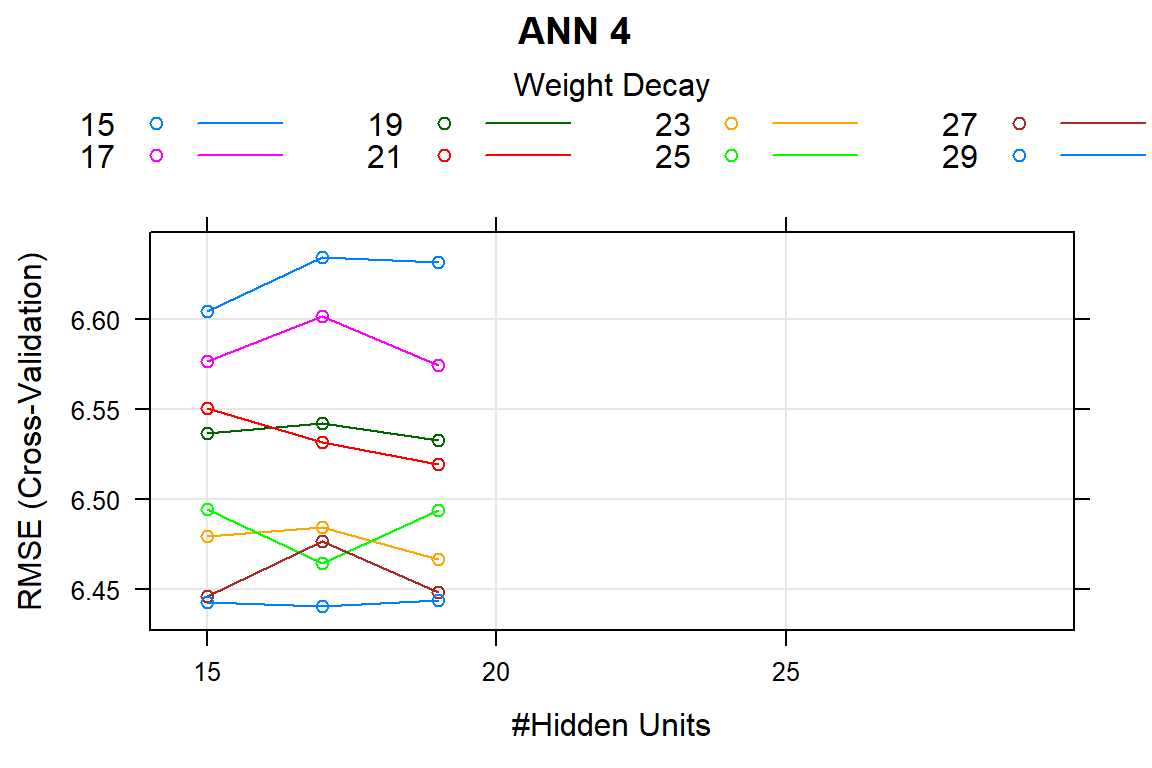 ANN 4
Weight Decay
15 19 23 27
17 21 25 29
RMSE (Cross-Validation)
6.60
6.55
6.50
6.45
15 20 25
#Hidden Units